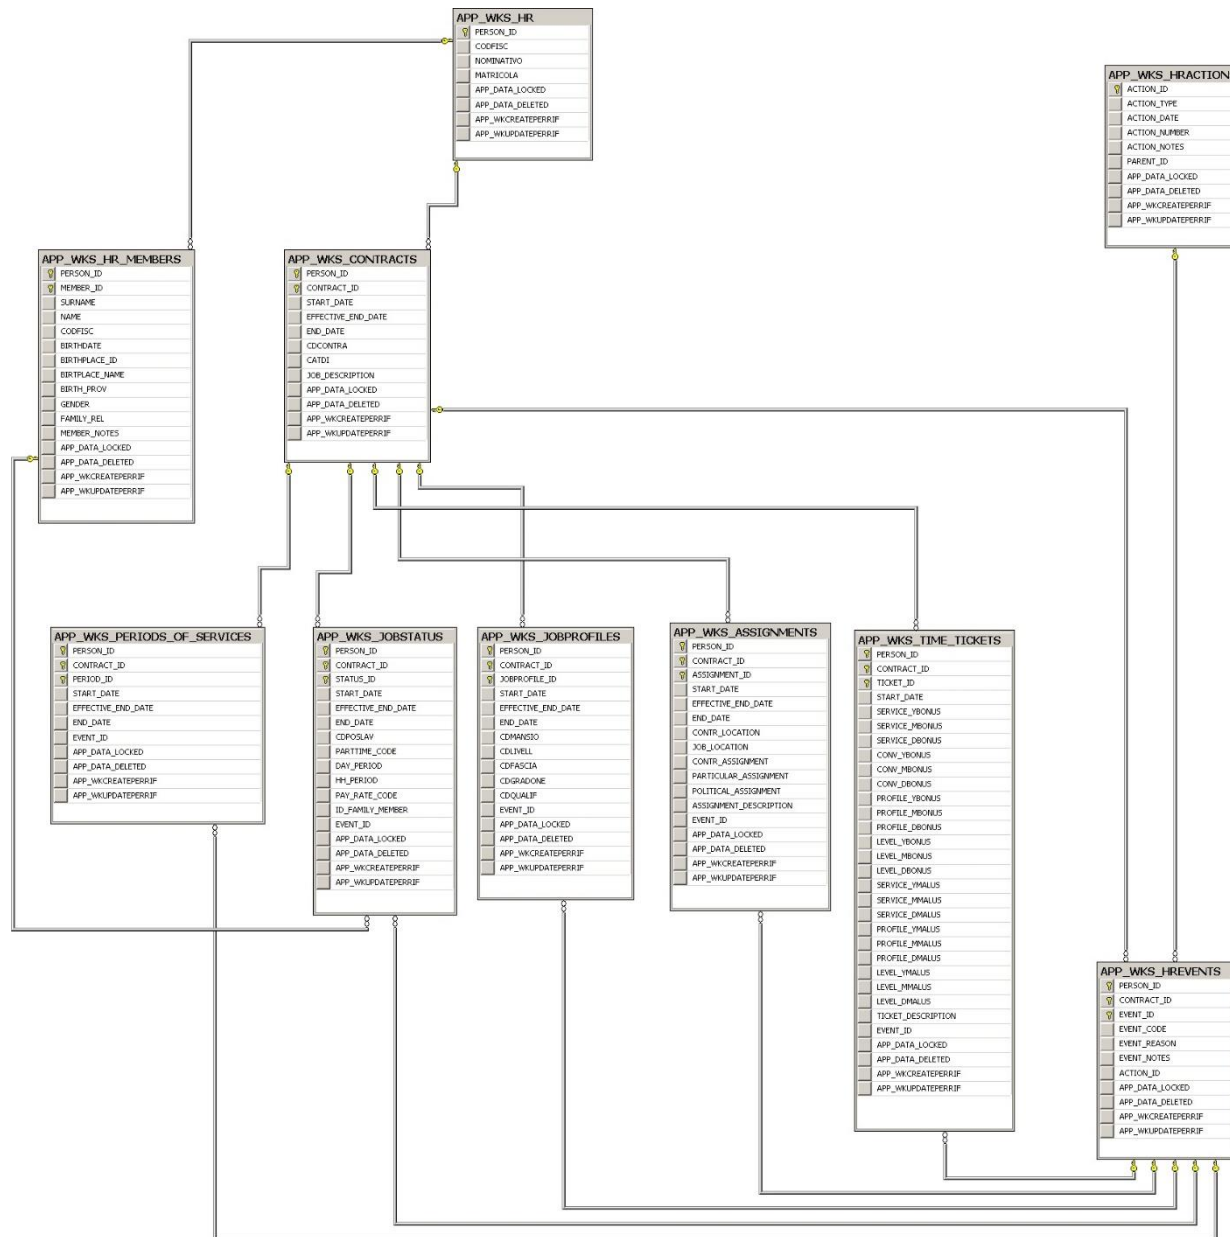 APP_WKS_HR
PERSON_ID
CODFISC
NOMINATIVO
MATRICOLA
APP_DATA_LOCKED
APP_DATA_DELETED
APP_WKCREATEPERRIF
APP_WKUPDATEPERRIF
APP_WKS_HRACTION
ACTION_ID
ACTION_TYPE
ACTION_DATE
ACTION_NUMBER
ACTION_NOTES
PARENT_ID
APP_DATA_LOCKED
APP_DATA_DELETED
APP_WKCREATEPERRIF
APP_WKUPDATEPERRIF
APP_WKS_HR_MEMBERS
PERSON_ID
MEMBER_ID
SURNAME
NAME
CODFISC
BIRTHDATE
BIRTHPLACE_ID
BIRTPLACE_NAME
BIRTH_PROV
GENDER
FAMILY_REL
MEMBER_NOTES
APP_DATA_LOCKED
APP_DATA_DELETED
APP_WKCREATEPERRIF
APP_WKUPDATEPERRIF
APP_WKS_CONTRACTS
PERSON_ID
CONTRACT_ID
START_DATE
EFFECTIVE_END_DATE
END_DATE
CDCONTRA
CATDI
JOB_DESCRIPTION
APP_DATA_LOCKED
APP_DATA_DELETED
APP_WKCREATEPERRIF
APP_WKUPDATEPERRIF
APP_WKS_PERIODS_OF_SERVICES
PERSON_ID
CONTRACT_ID
PERIOD_ID
START_DATE
EFFECTIVE_END_DATE
END_DATE
EVENT_ID
APP_DATA_LOCKED
APP_DATA_DELETED
APP_WKCREATEPERRIF
APP_WKUPDATEPERRIF
APP_WKS_JOBSTATUS
PERSON_ID
CONTRACT_ID
STATUS_ID
START_DATE
EFFECTIVE_END_DATE
END_DATE
CDPOSLAV
PARTTIME_CODE
DAY_PERIOD
HH_PERIOD
PAY_RATE_CODE
ID_FAMILY_MEMBER
EVENT_ID
APP_DATA_LOCKED
APP_DATA_DELETED
APP_WKCREATEPERRIF
APP_WKUPDATEPERRIF
APP_WKS_JOBPROFILES
PERSON_ID
CONTRACT_ID
JOBPROFILE_ID
START_DATE
EFFECTIVE_END_DATE
END_DATE
CDMANSIO
CDLIVELL
CDFASCIA
CDGRADONE
CDQUALIF
EVENT_ID
APP_DATA_LOCKED
APP_DATA_DELETED
APP_WKCREATEPERRIF
APP_WKUPDATEPERRIF
APP_WKS_ASSIGNMENTS
PERSON_ID
CONTRACT_ID
ASSIGNMENT_ID
START_DATE
EFFECTIVE_END_DATE
END_DATE
CONTR_LOCATION
JOB_LOCATION
CONTR_ASSIGNMENT
PARTICULAR_ASSIGNMENT
POLITICAL_ASSIGNMENT
ASSIGNMENT_DESCRIPTION
EVENT_ID
APP_DATA_LOCKED
APP_DATA_DELETED
APP_WKCREATEPERRIF
APP_WKUPDATEPERRIF
APP_WKS_TIME_TICKETS
PERSON_ID
CONTRACT_ID
TICKET_ID
START_DATE
SERVICE_YBONUS
SERVICE_MBONUS
SERVICE_DBONUS
CONV_YBONUS
CONV_MBONUS
CONV_DBONUS
PROFILE_YBONUS
PROFILE_MBONUS
PROFILE_DBONUS
LEVEL_YBONUS
LEVEL_MBONUS
LEVEL_DBONUS
SERVICE_YMALUS
SERVICE_MMALUS
SERVICE_DMALUS
PROFILE_YMALUS
PROFILE_MMALUS
PROFILE_DMALUS
LEVEL_YMALUS
LEVEL_MMALUS
LEVEL_DMALUS
TICKET_DESCRIPTION
EVENT_ID
APP_DATA_LOCKED
APP_DATA_DELETED
APP_WKCREATEPERRIF
APP_WKUPDATEPERRIF
APP_WKS_HREVENTS
PERSON_ID
CONTRACT_ID
EVENT_ID
EVENT_CODE
EVENT_REASON
EVENT_NOTES
ACTION_ID
APP_DATA_LOCKED
APP_DATA_DELETED
APP_WKCREATEPERRIF
APP_WKUPDATEPERRIF